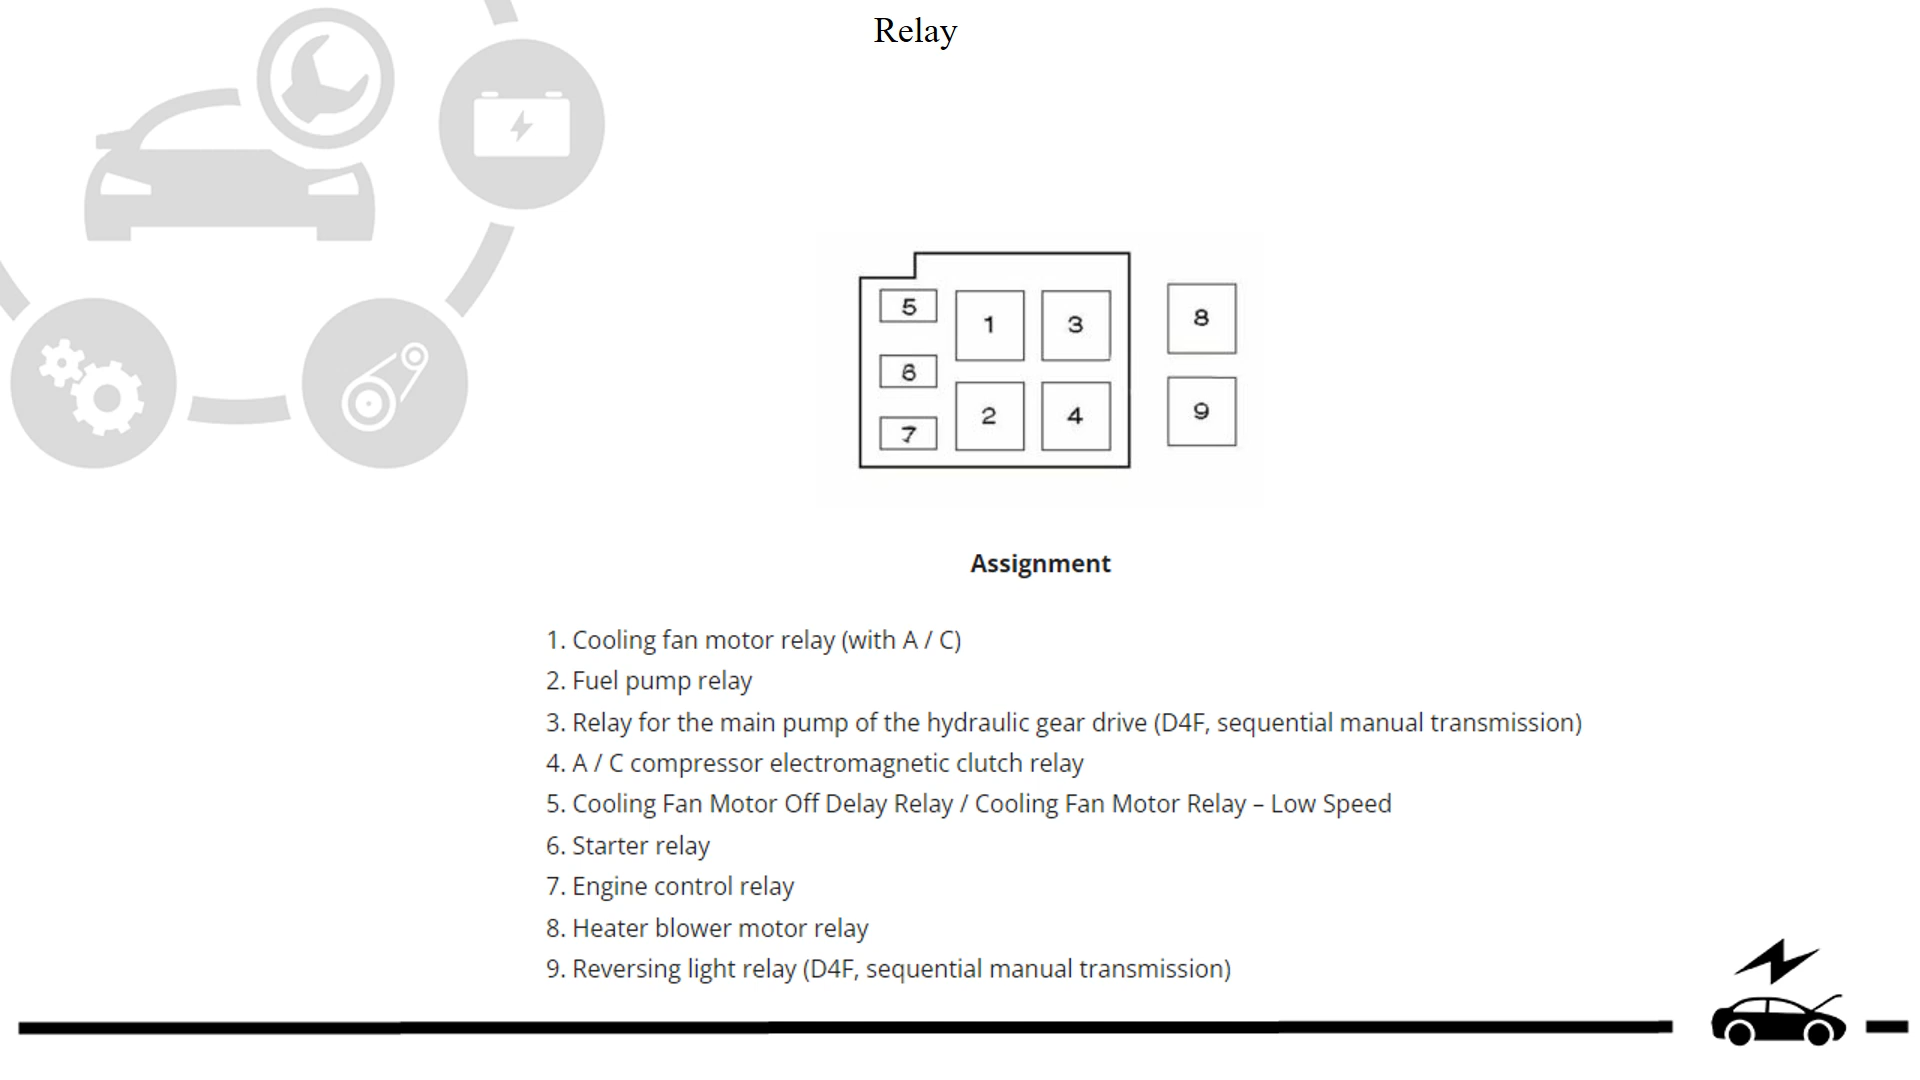 Relay
5
1
3
8
6
2
4
9
7
Assignment
1. Cooling fan motor relay (with A / C)
2. Fuel pump relay
3. Relay for the main pump of the hydraulic gear drive (D4F, sequential manual transmission)
4. A / C compressor electromagnetic clutch relay
5. Cooling Fan Motor Off Delay Relay / Cooling Fan Motor Relay – Low Speed
6. Starter relay
7. Engine control relay
8. Heater blower motor relay
9. Reversing light relay (D4F, sequential manual transmission)